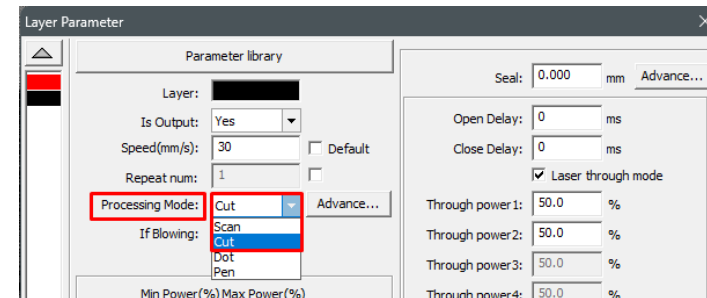 Layer Parameter
Parameter library
Layer:
Is Output: Yes
Speed(mm/s): 30 Default
Repeat num: 1
Processing Mode: Cut Advance...
Scan
If Blowing: Cut
Dot
Pen
Min Power(%) Max Power(%)
Seal: 0.000 mm Advance...
Open Delay: 0 ms
Close Delay: 0 ms
Laser through mode
Through power1: 50.0 %
Through power2: 50.0 %
Through power3: 50.0 %
Through power4: 50.0 %